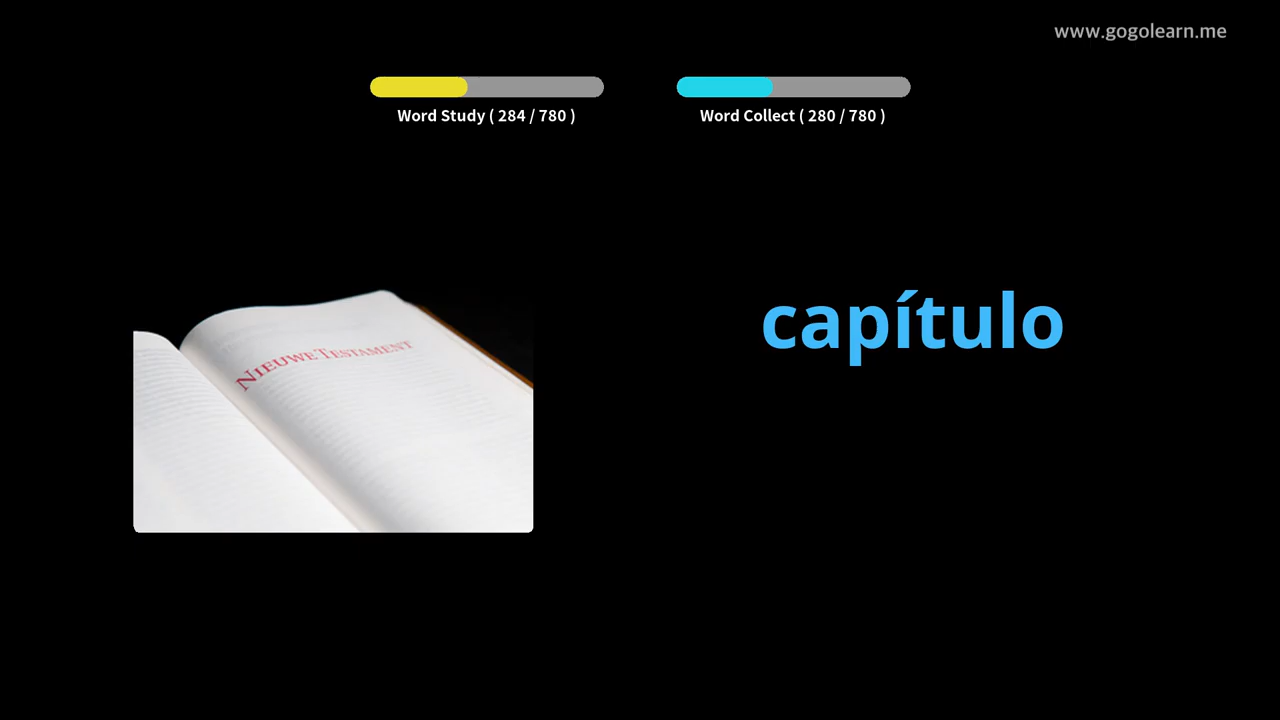 www.gogolearn.me
Word Study ( 284 / 780 )
Word Collect ( 280 / 780 )
NIEUWE TESTAMENT
capítulo